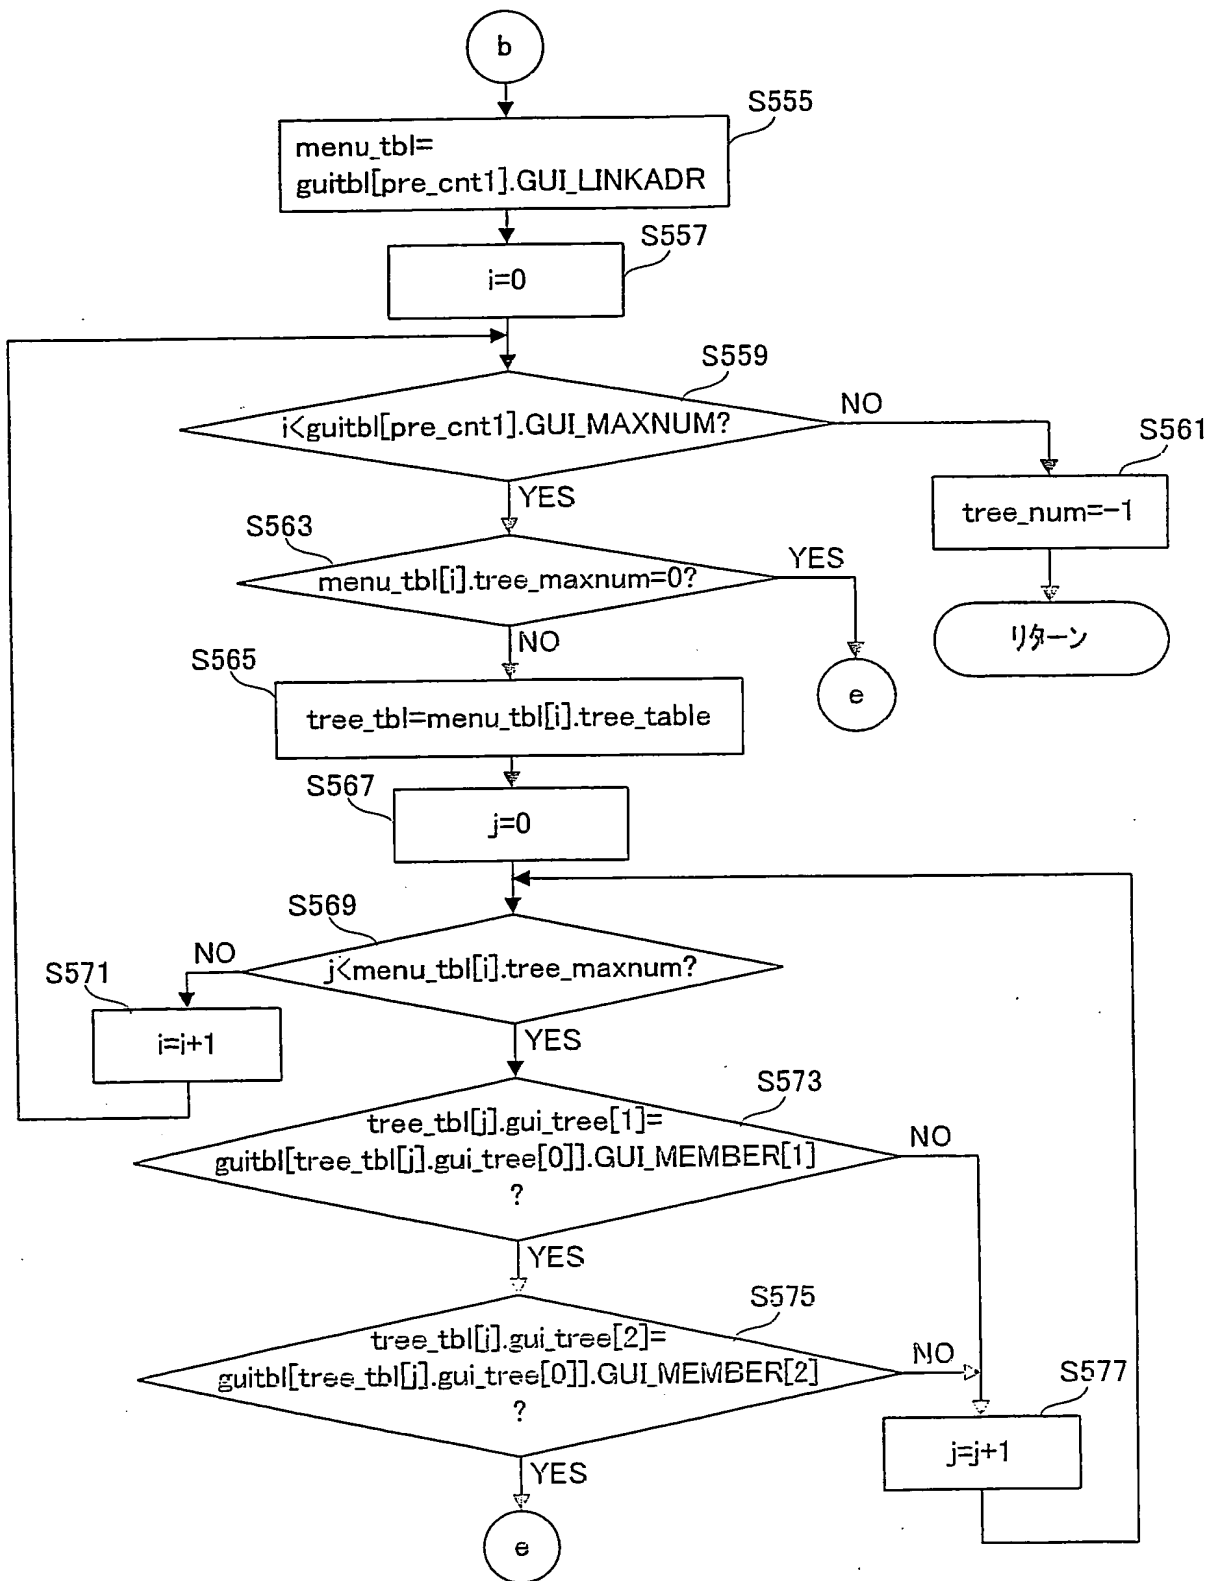 b
S555
menu_tbl=
guitbl[pre_cnt1].GUI_LINKADR
S557
i=0
S559
i<guitbl[pre_cnt1].GUI_MAXNUM?
NO
S561
tree_num=-1
リターン
YES
S563
menu_tbl[i].tree_maxnum=0?
YES
e
NO
S565
tree_tbl=menu_tbl[i].tree_table
S567
j=0
S569
j<menu_tbl[i].tree_maxnum?
NO
S571
i=i+1
YES
S573
tree_tbl[j].gui_tree[1]=
guitbl[tree_tbl[j].gui_tree[0]].GUI_MEMBER[1]
?
NO
YES
S575
tree_tbl[j].gui_tree[2]=
guitbl[tree_tbl[j].gui_tree[0]].GUI_MEMBER[2]
?
NO
S577
j=j+1
YES
e